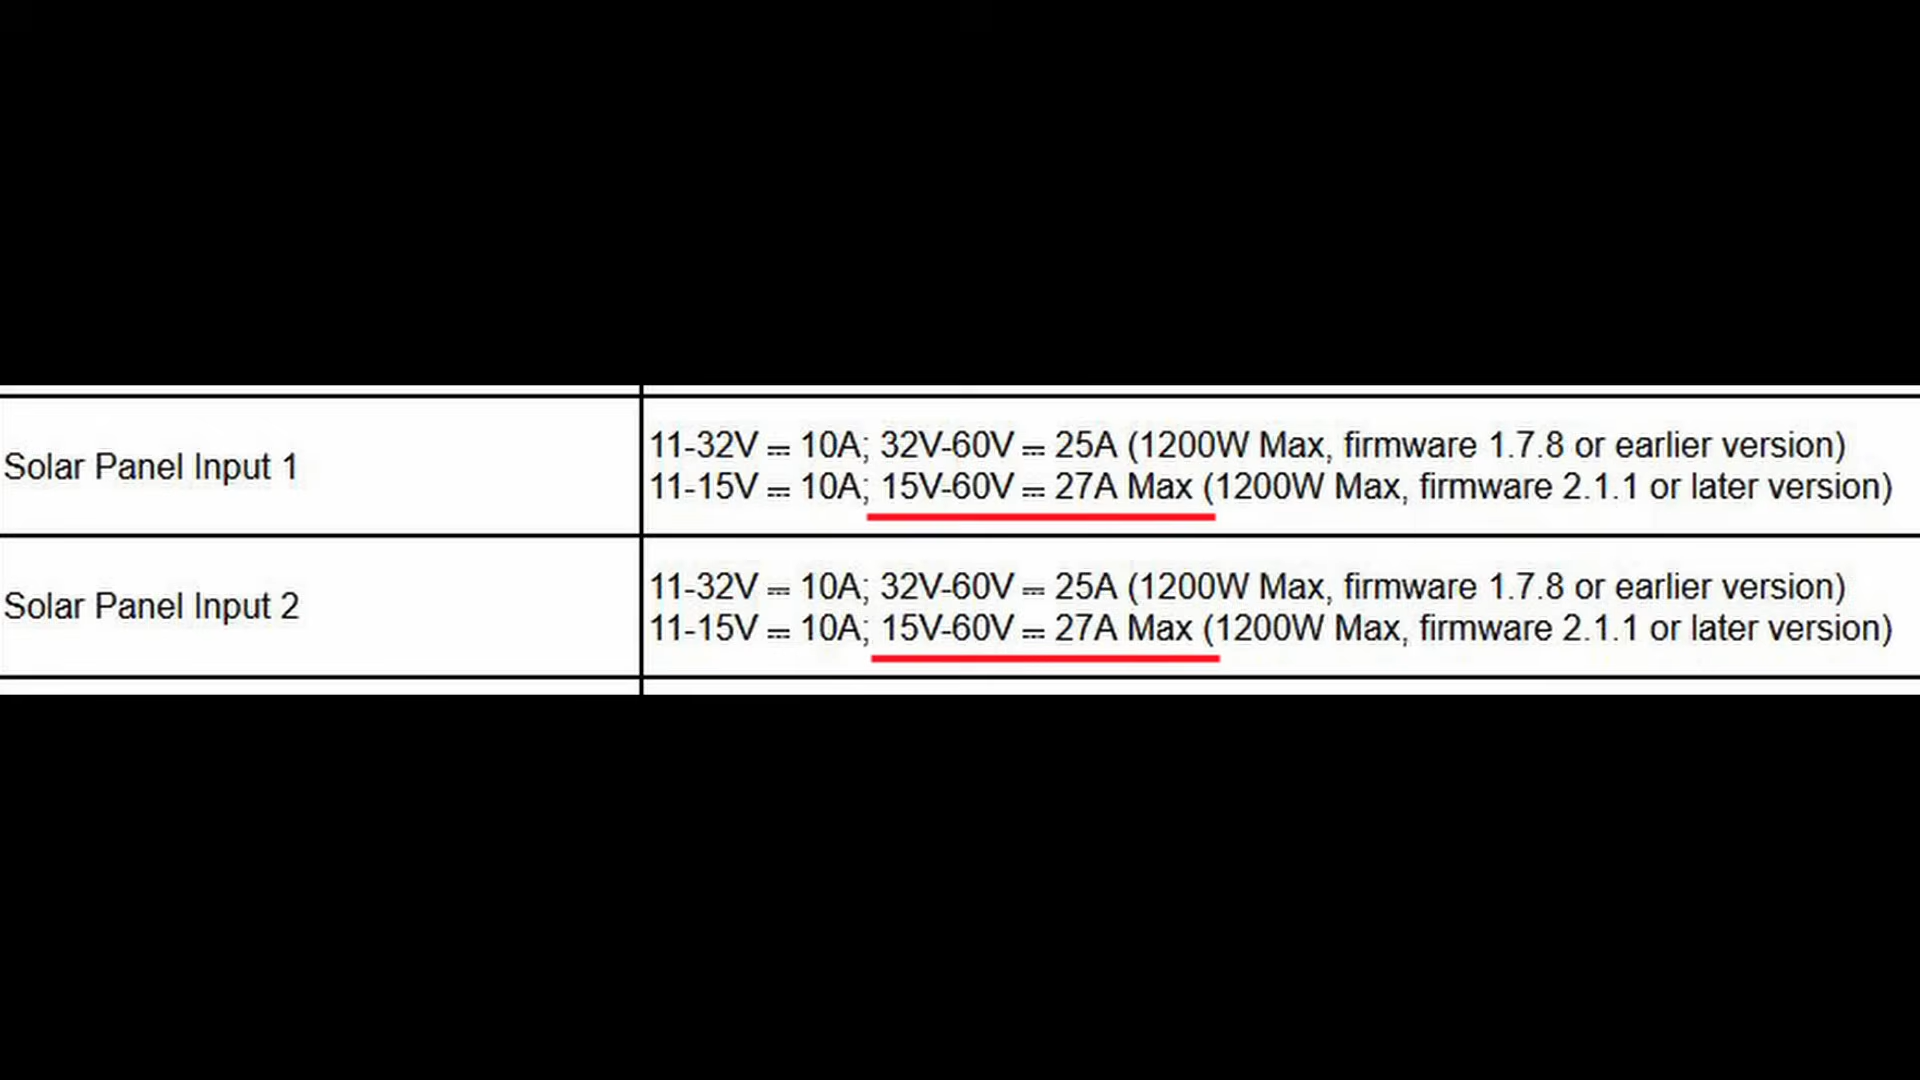 Solar Panel Input 1
11-32V ⎓ 10A; 32V-60V ⎓ 25A (1200W Max, firmware 1.7.8 or earlier version)
11-15V ⎓ 10A; 15V-60V ⎓ 27A Max (1200W Max, firmware 2.1.1 or later version)
Solar Panel Input 2
11-32V ⎓ 10A; 32V-60V ⎓ 25A (1200W Max, firmware 1.7.8 or earlier version)
11-15V ⎓ 10A; 15V-60V ⎓ 27A Max (1200W Max, firmware 2.1.1 or later version)